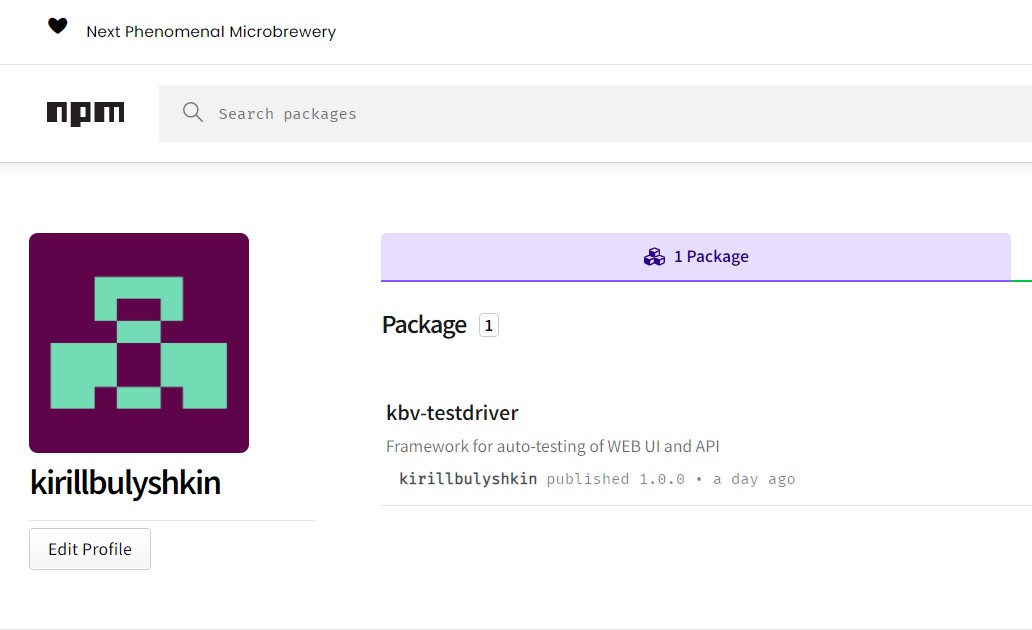 Next Phenomenal Microbrewery
npm
Search packages
1 Package
Package 1
kbv-testdriver
Framework for auto-testing of WEB UI and API
kirillbulyshkin published 1.0.0 • a day ago
kirillbulyshkin
Edit Profile